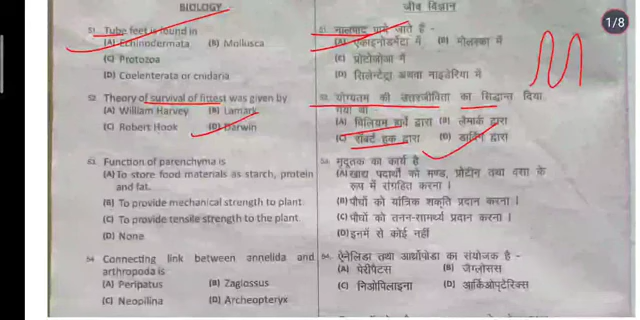 BIOLOGY
51. Tube feet is found in
(A) Echinodermata (B) Mollusca
(C) Protozoa
(D) Coelenterata or cnidaria
52. Theory of survival of fittest was given by
(A) William Harvey (B) Lamark
(C) Robert Hook (D) Darwin
53. Function of parenchyma is
(A) To store food materials as starch, protein
and fat.
(B) To provide mechanical strength to plant
(C) To provide tensile strength to the plant.
(D) None
54. Connecting link between annelida and
arthropoda is
(A) Peripatus (B) Zaglossus
(C) Neopilina (D) Archeopteryx
जीव विज्ञान
1/8
51. नालपाद पाये जाते हैं -
(A) एकाइनोडर्मेटा में (B) मोलस्का में
(C) प्रोटोजोआ में
(D) सिलेन्ट्रेटा अथवा नाइडेरिया में
योग्यतम की उत्तरजीविता का सिद्धान्त दिया
गया था
(A) विलियम हार्वे द्वारा (B) लेमार्क द्वारा
(C) रॉबर्ट हुक द्वारा (D) डार्विन द्वारा
मृदूतक का कार्य है
(A) खाद्य पदार्थों को मण्ड, प्रोटीन तथा वसा के
रूप में संग्रहित करना ।
(B) पौधों को यांत्रिक शक्ति प्रदान करना ।
(C) पौधों को तनन-सामर्थ्य प्रदान करना ।
(D) इनमें से कोई नहीं
54. ऐनेलिडा तथा आर्थोपोडा का संयोजक है -
(A) पेरीपैटस (B) जैग्लोसस
(C) निओपिलाइना (D) आर्किओप्टेरिक्स